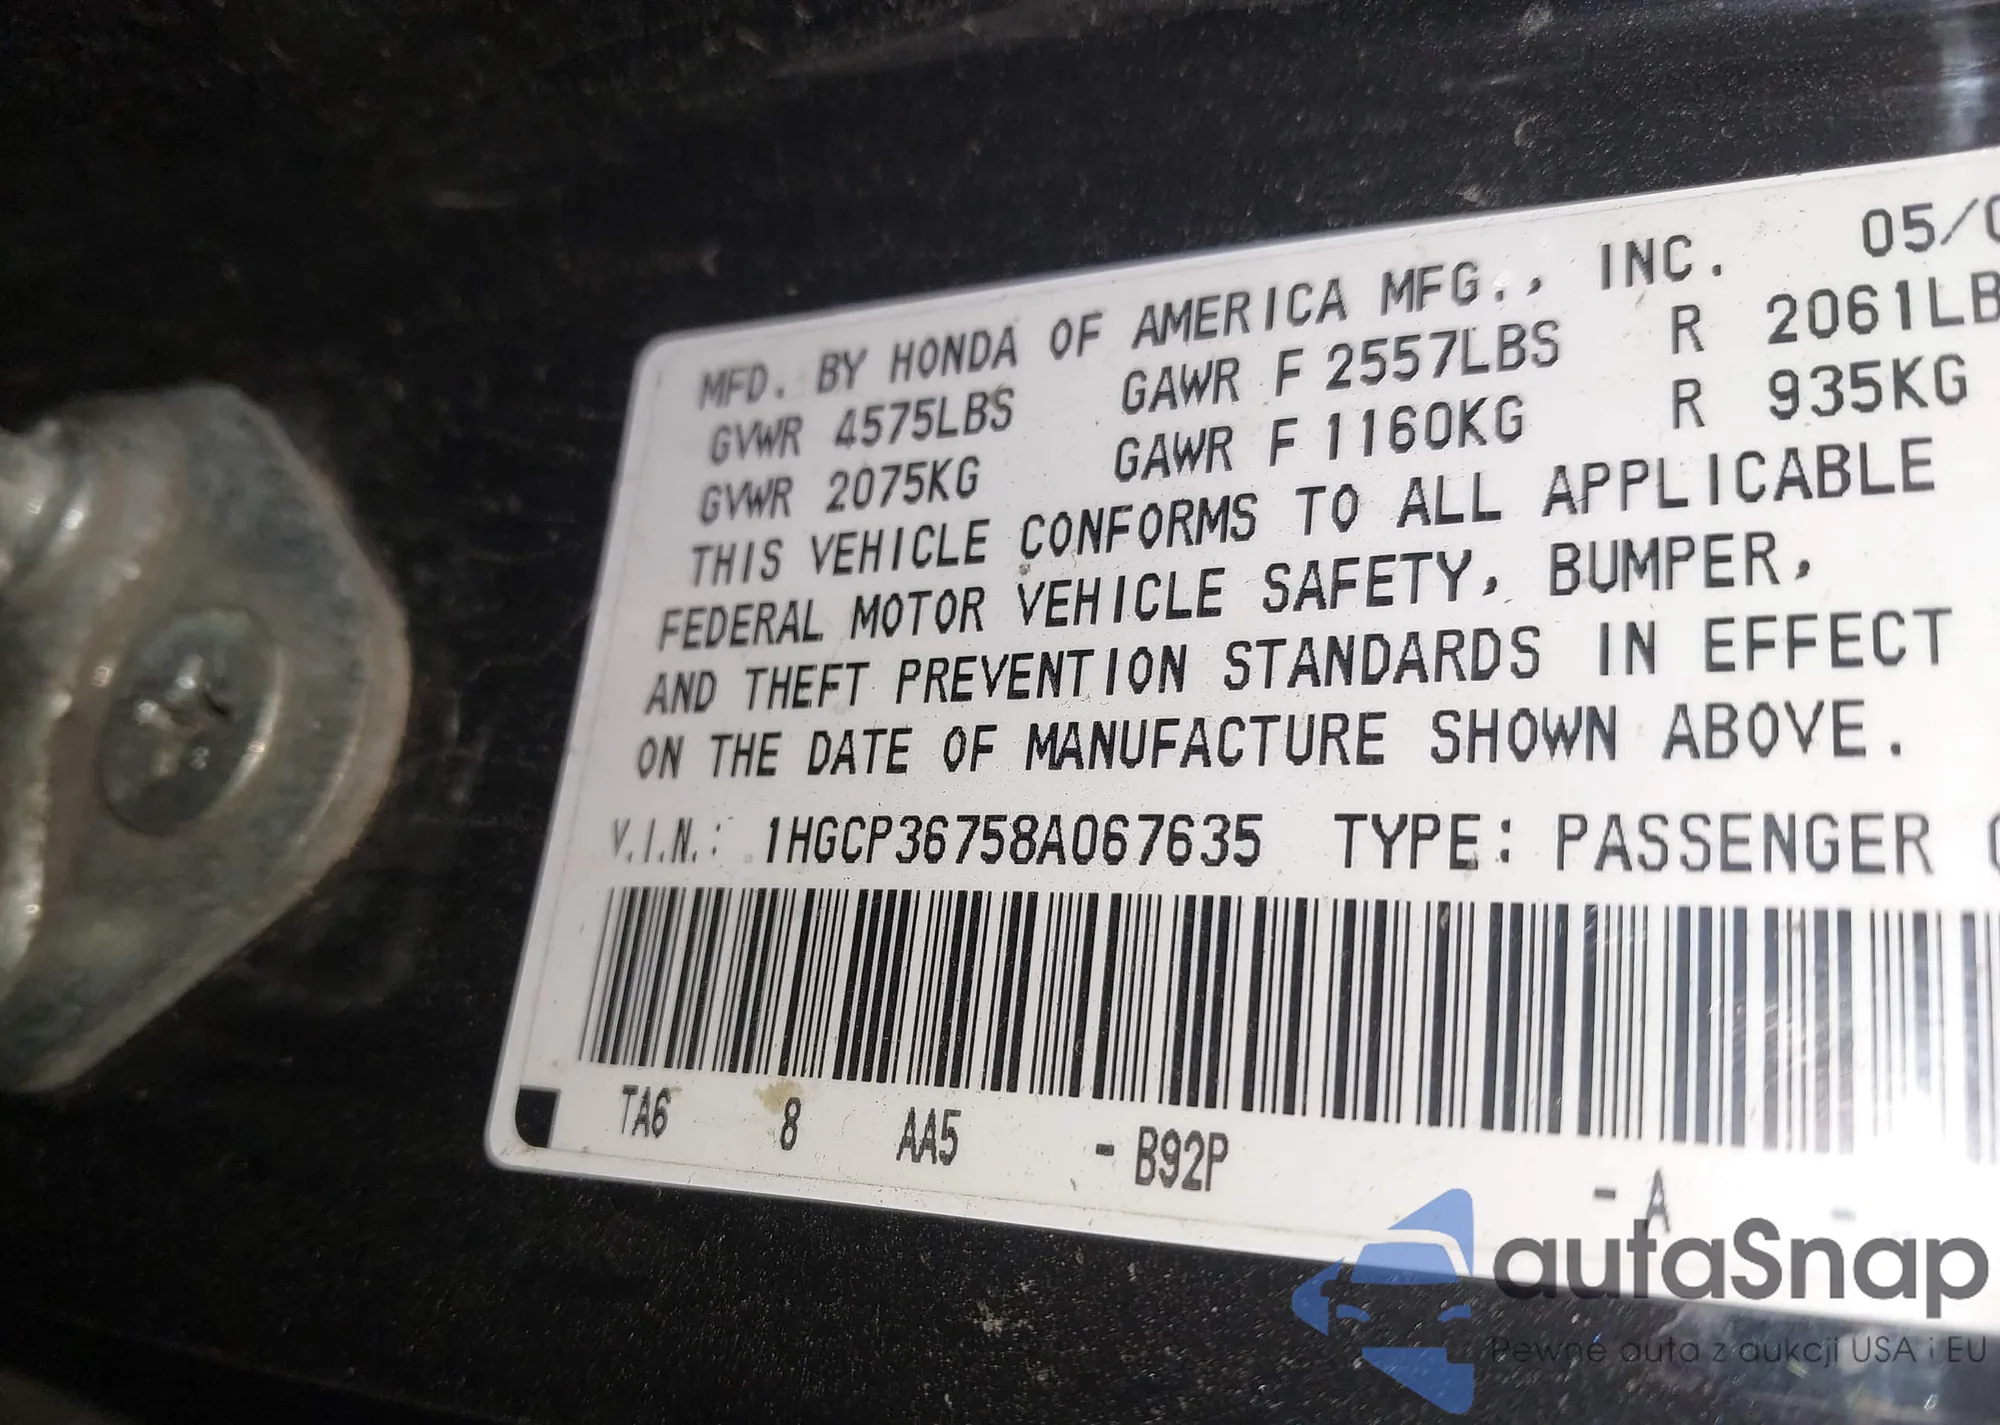 MFD. BY HONDA OF AMERICA MFG., INC. 05/0
GVWR 4575LBS GAWR F 2557LBS R 2061LB
GVWR 2075KG GAWR F 1160KG R 935KG
THIS VEHICLE CONFORMS TO ALL APPLICABLE
FEDERAL MOTOR VEHICLE SAFETY, BUMPER,
AND THEFT PREVENTION STANDARDS IN EFFECT
ON THE DATE OF MANUFACTURE SHOWN ABOVE.
V.I.N.: 1HGCP36758A067635 TYPE: PASSENGER
TA6 8 AA5 - B92P - A -
autaSnap
Pewne auta z aukcji USA i EU